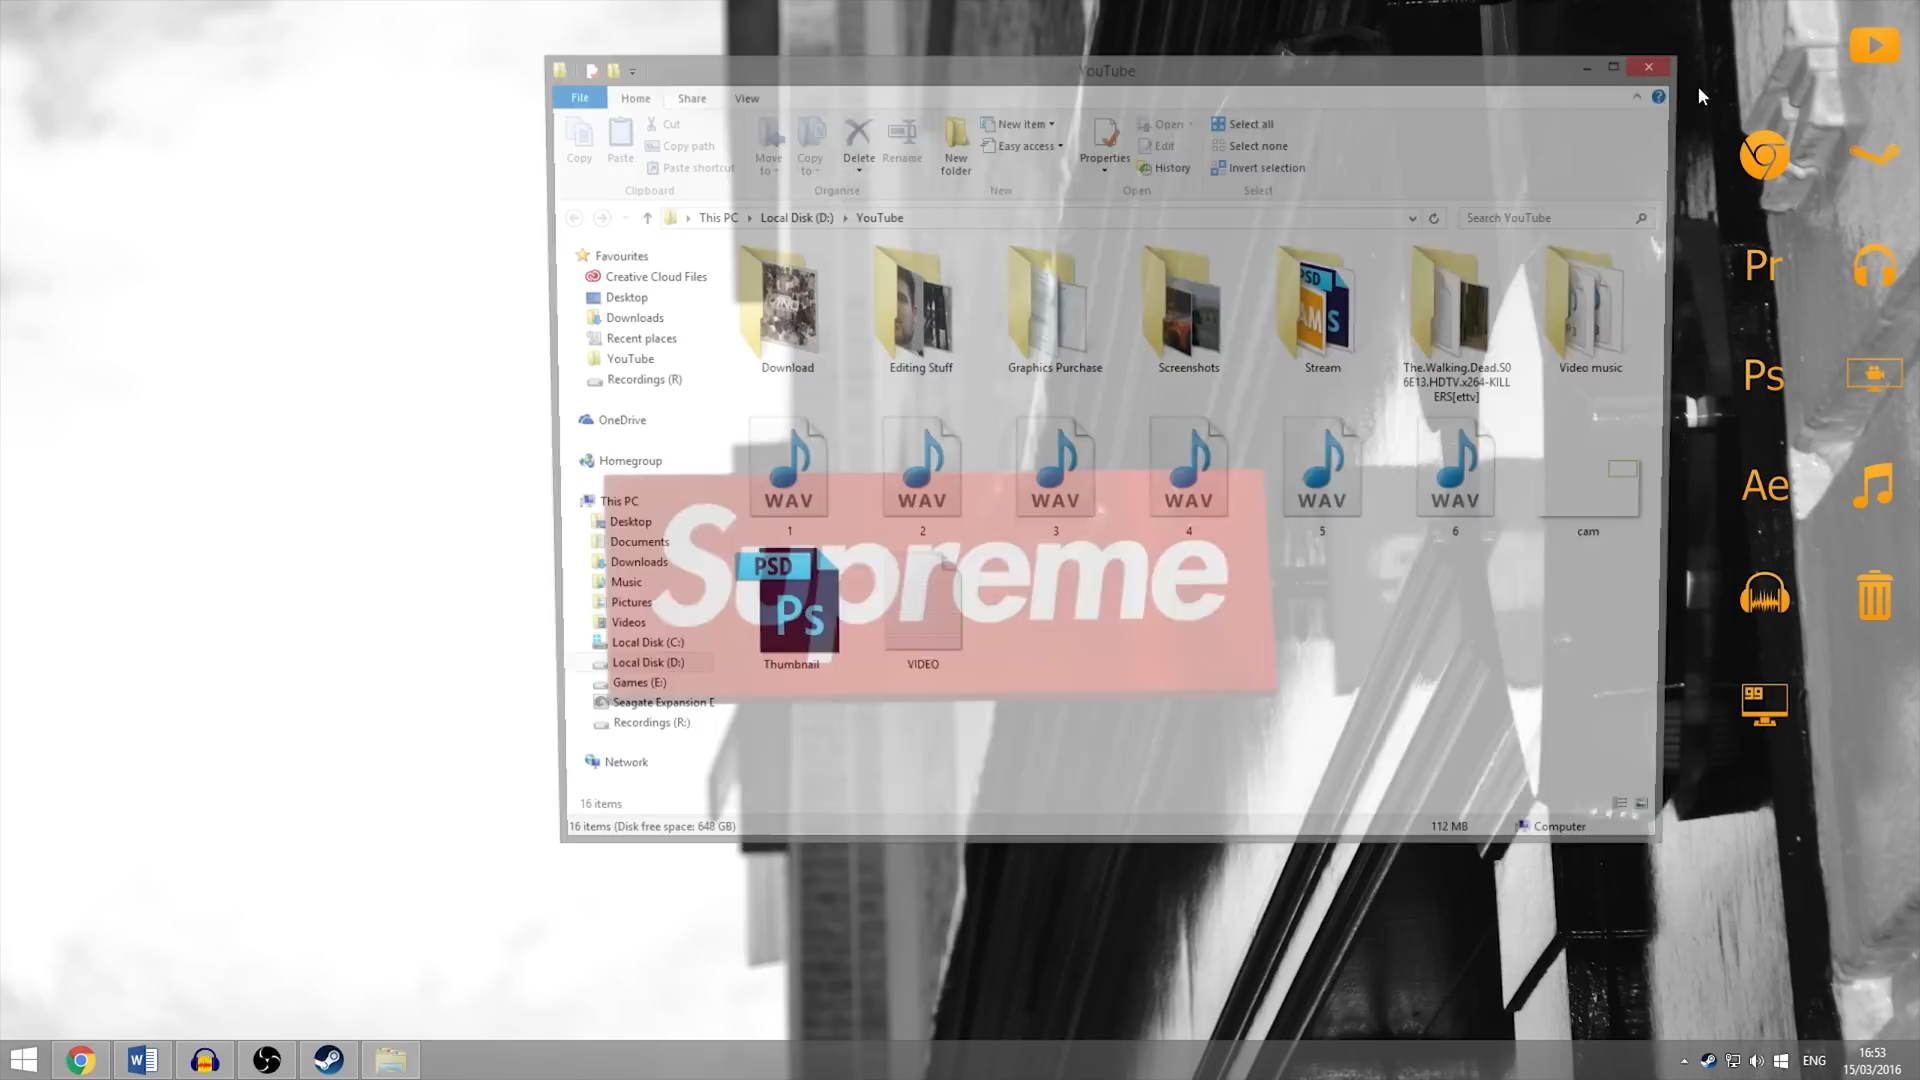 YouTube
File Home Share View
Copy
Paste
Cut
Copy path
Paste shortcut
Move to
Copy to
Delete
Rename
New folder
New item
Easy access
Properties
Open
Edit
History
Select all
Select none
Invert selection
Clipboard Organise New Open Select
This PC Local Disk (D:) YouTube
Search YouTube
Favourites
Creative Cloud Files
Desktop
Downloads
Recent places
YouTube
Recordings (R)
OneDrive
Homegroup
This PC
Desktop
Documents
Downloads
Music
Pictures
Videos
Local Disk (C:)
Local Disk (D:)
Games (E:)
Seagate Expansion E
Recordings (R:)
Network
Download
Editing Stuff
Graphics Purchase
Screenshots
PSD
Stream
The.Walking.Dead.S0
6E13.HDTV.x264-KILL
ERS[ettv]
Video music
WAV WAV WAV WAV WAV WAV
1 2 3 4 5 6 cam
PSD
Ps
Thumbnail
VIDEO
Supreme
16 items
16 items (Disk free space: 648 GB)
112 MB
Computer
Pr
Ps
Ae
99
ENG
16:53
15/03/2016